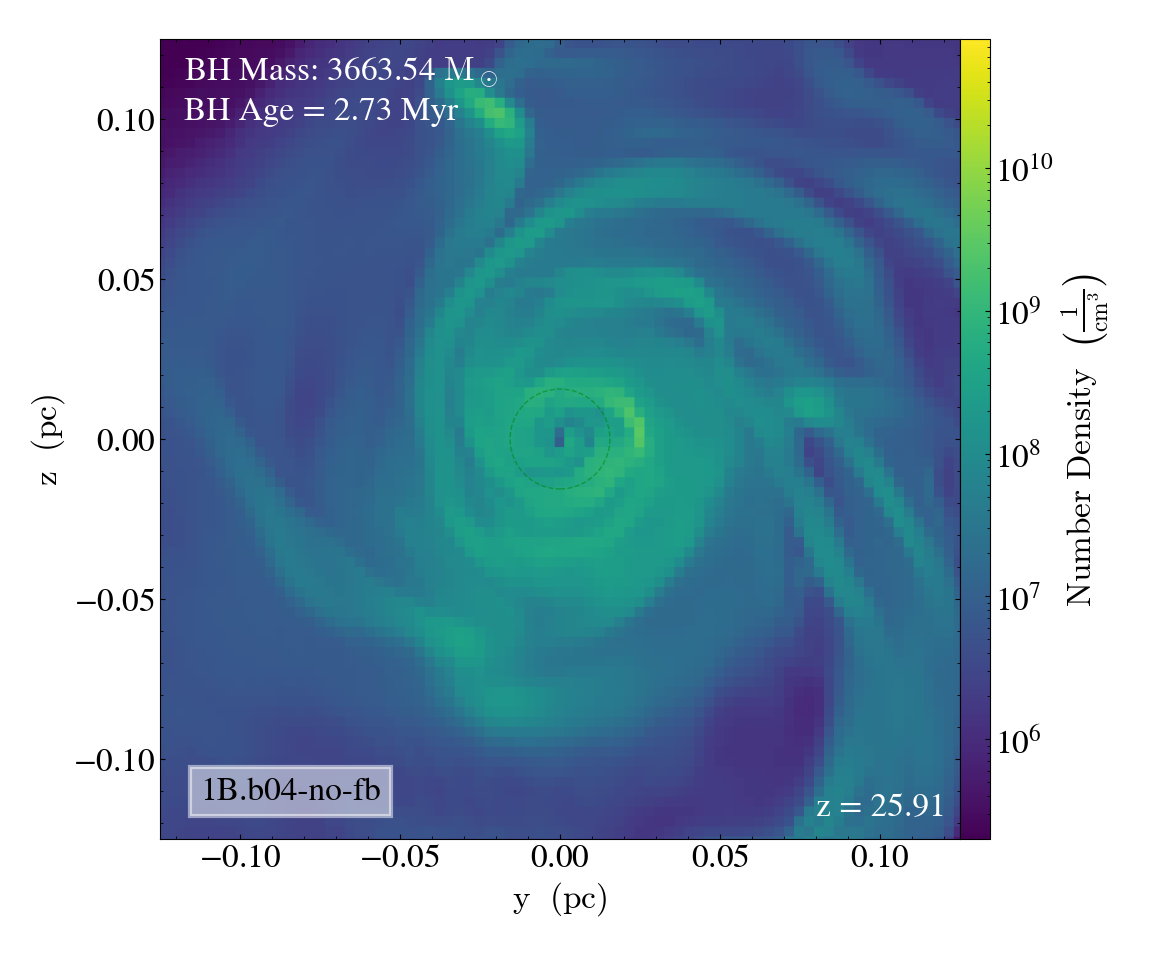 BH Mass: 3663.54 M☉
BH Age = 2.73 Myr
0.10
0.05
0.00
−0.05
−0.10
z (pc)
1B.b04-no-fb
z = 25.91
−0.10 −0.05 0.00 0.05 0.10
y (pc)
10¹⁰
10⁹
10⁸
10⁷
10⁶
Number Density (1/cm³)